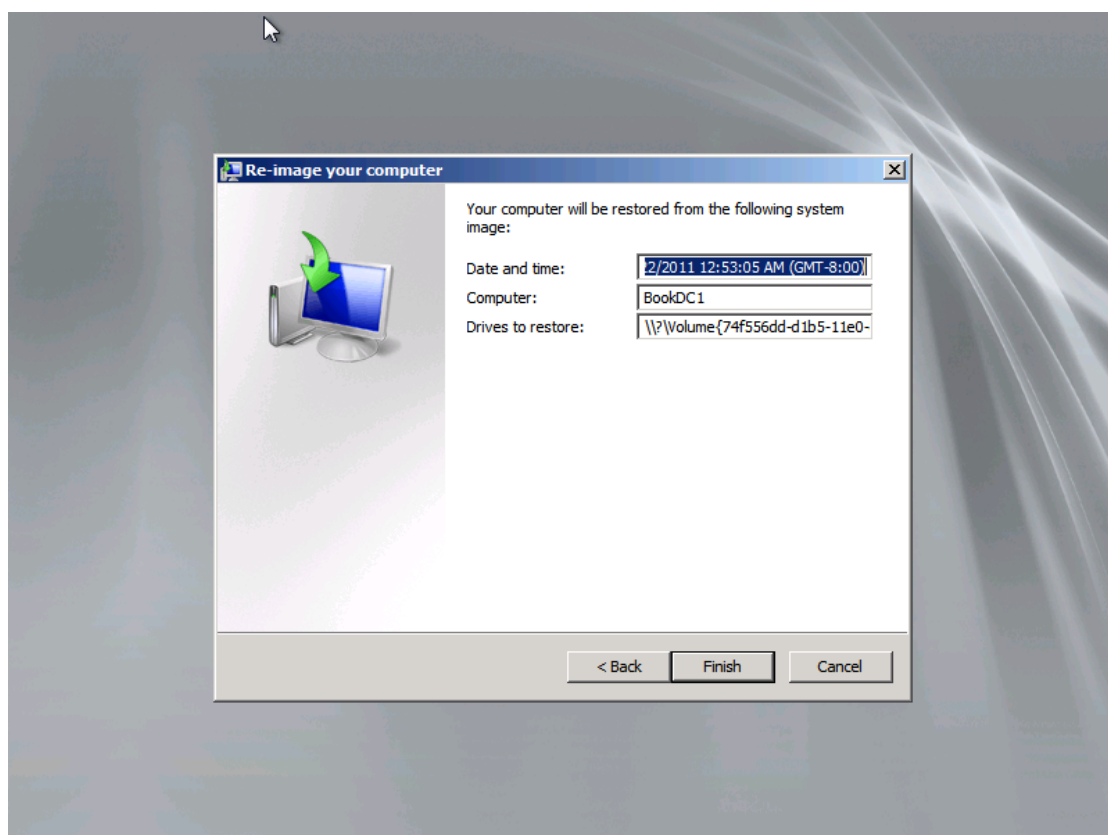 Re-image your computer
Your computer will be restored from the following system
image:
Date and time: 22/2011 12:53:05 AM (GMT-8:00)
Computer: BookDC1
Drives to restore: \\?\Volume{74f556dd-d1b5-11e0-
< Back Finish Cancel